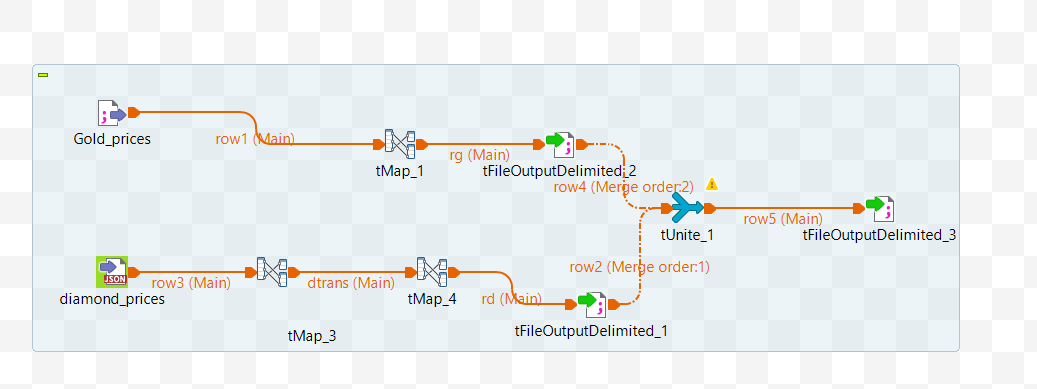 Gold_prices
row1 (Main)
tMap_1
rg (Main)
tFileOutputDelimited_2
row4 (Merge order:2)
tUnite_1
row5 (Main)
tFileOutputDelimited_3
row2 (Merge order:1)
JSON
diamond_prices
row3 (Main)
dtrans (Main)
tMap_4
rd (Main)
tFileOutputDelimited_1
tMap_3